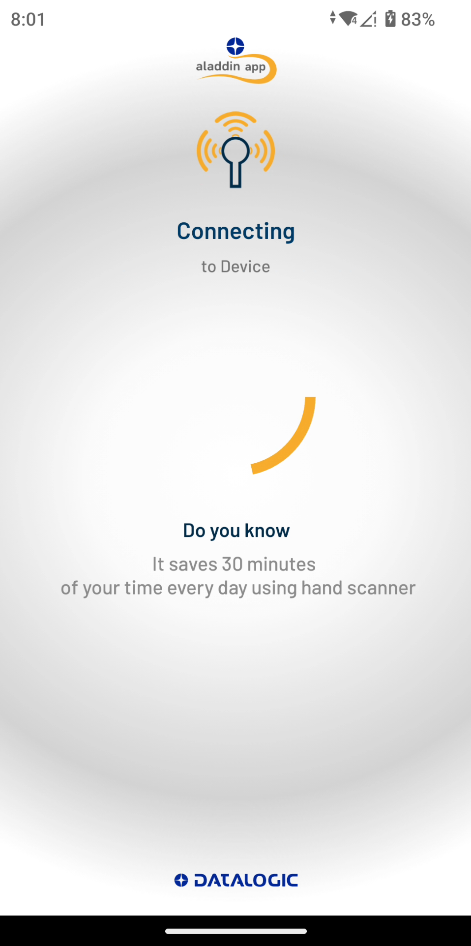 8:01
4
83%
aladdin app
Connecting
to Device
Do you know
It saves 30 minutes
of your time every day using hand scanner
DATALOGIC